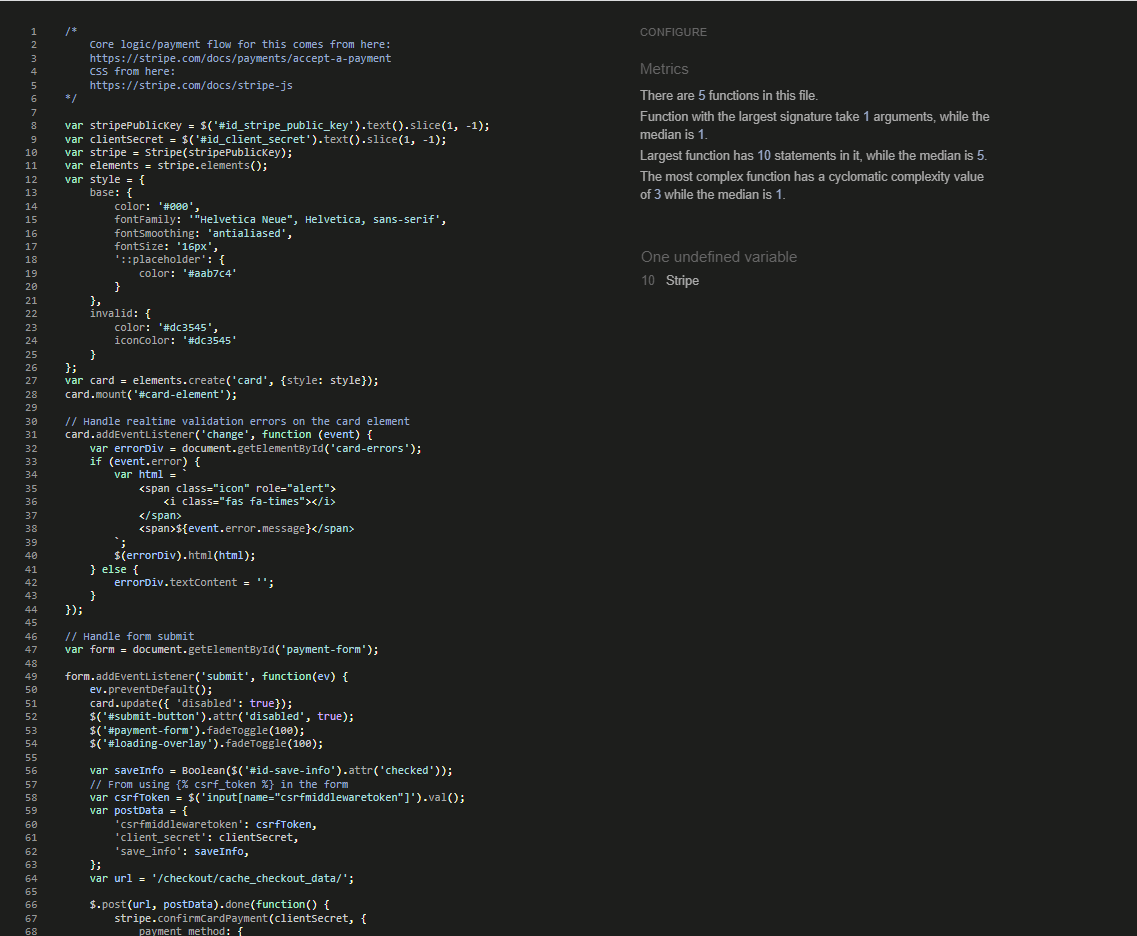 1 /*
2     Core logic/payment flow for this comes from here:
3     https://stripe.com/docs/payments/accept-a-payment
4     CSS from here:
5     https://stripe.com/docs/stripe-js
6 */
7
8 var stripePublicKey = $('#id_stripe_public_key').text().slice(1, -1);
9 var clientSecret = $('#id_client_secret').text().slice(1, -1);
10 var stripe = Stripe(stripePublicKey);
11 var elements = stripe.elements();
12 var style = {
13     base: {
14         color: '#000',
15         fontFamily: '"Helvetica Neue", Helvetica, sans-serif',
16         fontSmoothing: 'antialiased',
17         fontSize: '16px',
18         '::placeholder': {
19             color: '#aab7c4'
20         }
21     },
22     invalid: {
23         color: '#dc3545',
24         iconColor: '#dc3545'
25     }
26 };
27 var card = elements.create('card', {style: style});
28 card.mount('#card-element');
29
30 // Handle realtime validation errors on the card element
31 card.addEventListener('change', function (event) {
32     var errorDiv = document.getElementById('card-errors');
33     if (event.error) {
34         var html = `
35             <span class="icon" role="alert">
36                 <i class="fas fa-times"></i>
37             </span>
38             <span>${event.error.message}</span>
39         `;
40         $(errorDiv).html(html);
41     } else {
42         errorDiv.textContent = '';
43     }
44 });
45
46 // Handle form submit
47 var form = document.getElementById('payment-form');
48
49 form.addEventListener('submit', function(ev) {
50     ev.preventDefault();
51     card.update({ 'disabled': true});
52     $('#submit-button').attr('disabled', true);
53     $('#payment-form').fadeToggle(100);
54     $('#loading-overlay').fadeToggle(100);
55
56     var saveInfo = Boolean($('#id-save-info').attr('checked'));
57     // From using {% csrf_token %} in the form
58     var csrfToken = $('input[name="csrfmiddlewaretoken"]').val();
59     var postData = {
60         'csrfmiddlewaretoken': csrfToken,
61         'client_secret': clientSecret,
62         'save_info': saveInfo,
63     };
64     var url = '/checkout/cache_checkout_data/';
65
66     $.post(url, postData).done(function() {
67         stripe.confirmCardPayment(clientSecret, {
68             payment_method: {
CONFIGURE
Metrics
There are 5 functions in this file.
Function with the largest signature take 1 arguments, while the
median is 1.
Largest function has 10 statements in it, while the median is 5.
The most complex function has a cyclomatic complexity value
of 3 while the median is 1.
One undefined variable
10 Stripe